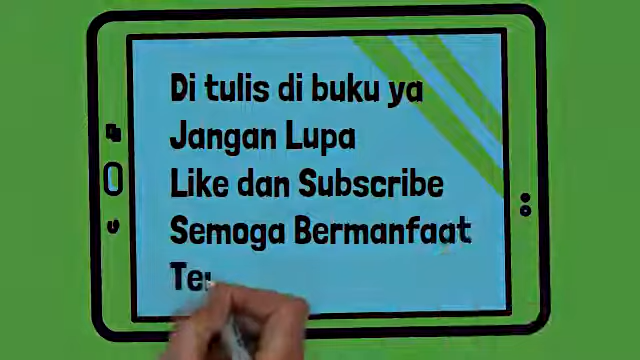 Di tulis di buku ya
Jangan Lupa
Like dan Subscribe
Semoga Bermanfaat